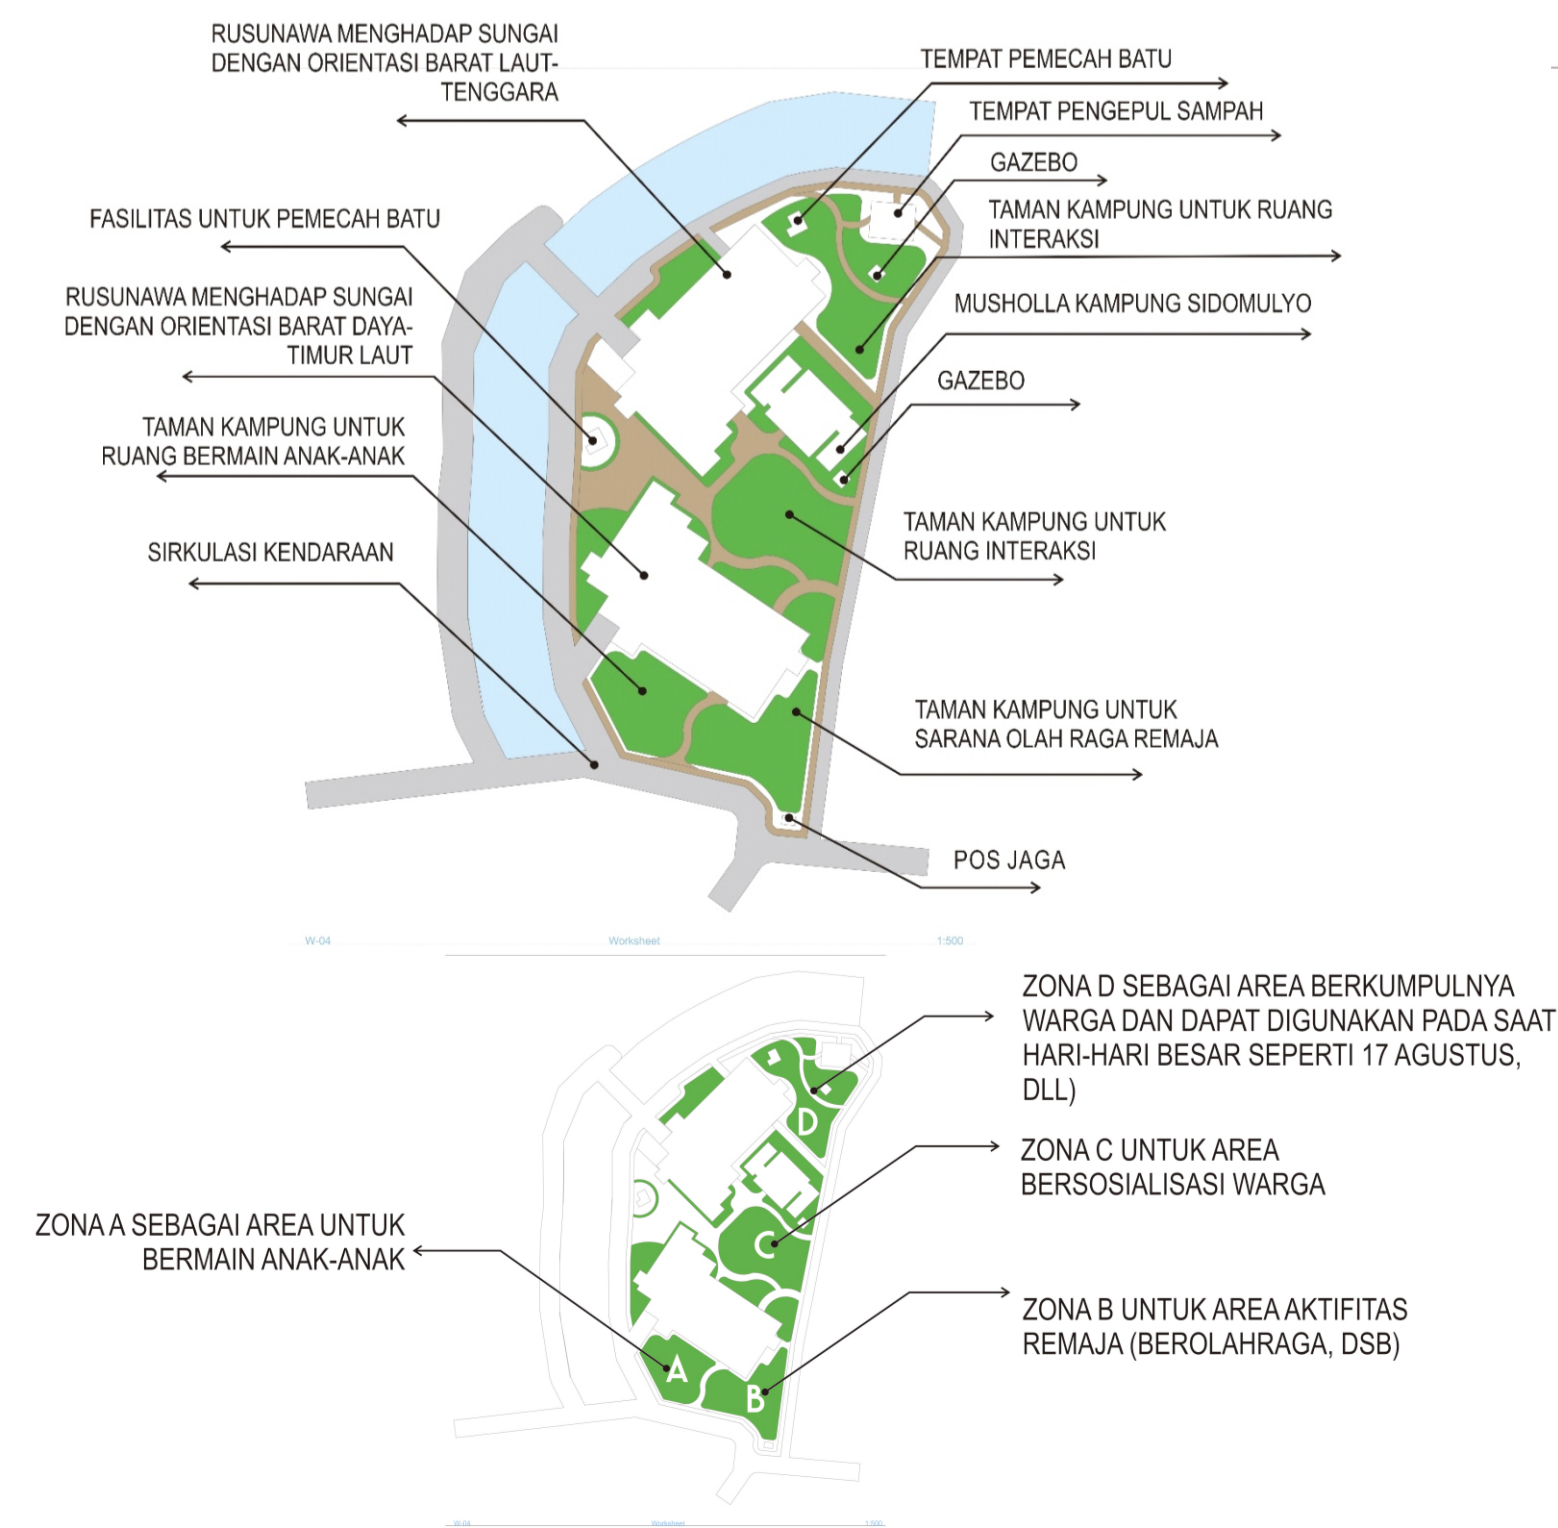 RUSUNAWA MENGHADAP SUNGAI
DENGAN ORIENTASI BARAT LAUT-
TENGGARA
FASILITAS UNTUK PEMECAH BATU
RUSUNAWA MENGHADAP SUNGAI
DENGAN ORIENTASI BARAT DAYA-
TIMUR LAUT
TAMAN KAMPUNG UNTUK
RUANG BERMAIN ANAK-ANAK
SIRKULASI KENDARAAN
TEMPAT PEMECAH BATU
TEMPAT PENGEPUL SAMPAH
GAZEBO
TAMAN KAMPUNG UNTUK RUANG
INTERAKSI
MUSHOLLA KAMPUNG SIDOMULYO
GAZEBO
TAMAN KAMPUNG UNTUK
RUANG INTERAKSI
TAMAN KAMPUNG UNTUK
SARANA OLAH RAGA REMAJA
POS JAGA
W-04 Worksheet 1:500
ZONA D SEBAGAI AREA BERKUMPULNYA
WARGA DAN DAPAT DIGUNAKAN PADA SAAT
HARI-HARI BESAR SEPERTI 17 AGUSTUS,
DLL)
ZONA C UNTUK AREA
BERSOSIALISASI WARGA
ZONA A SEBAGAI AREA UNTUK
BERMAIN ANAK-ANAK
ZONA B UNTUK AREA AKTIFITAS
REMAJA (BEROLAHRAGA, DSB)
D
C
A
B
W-04 Worksheet 1:500